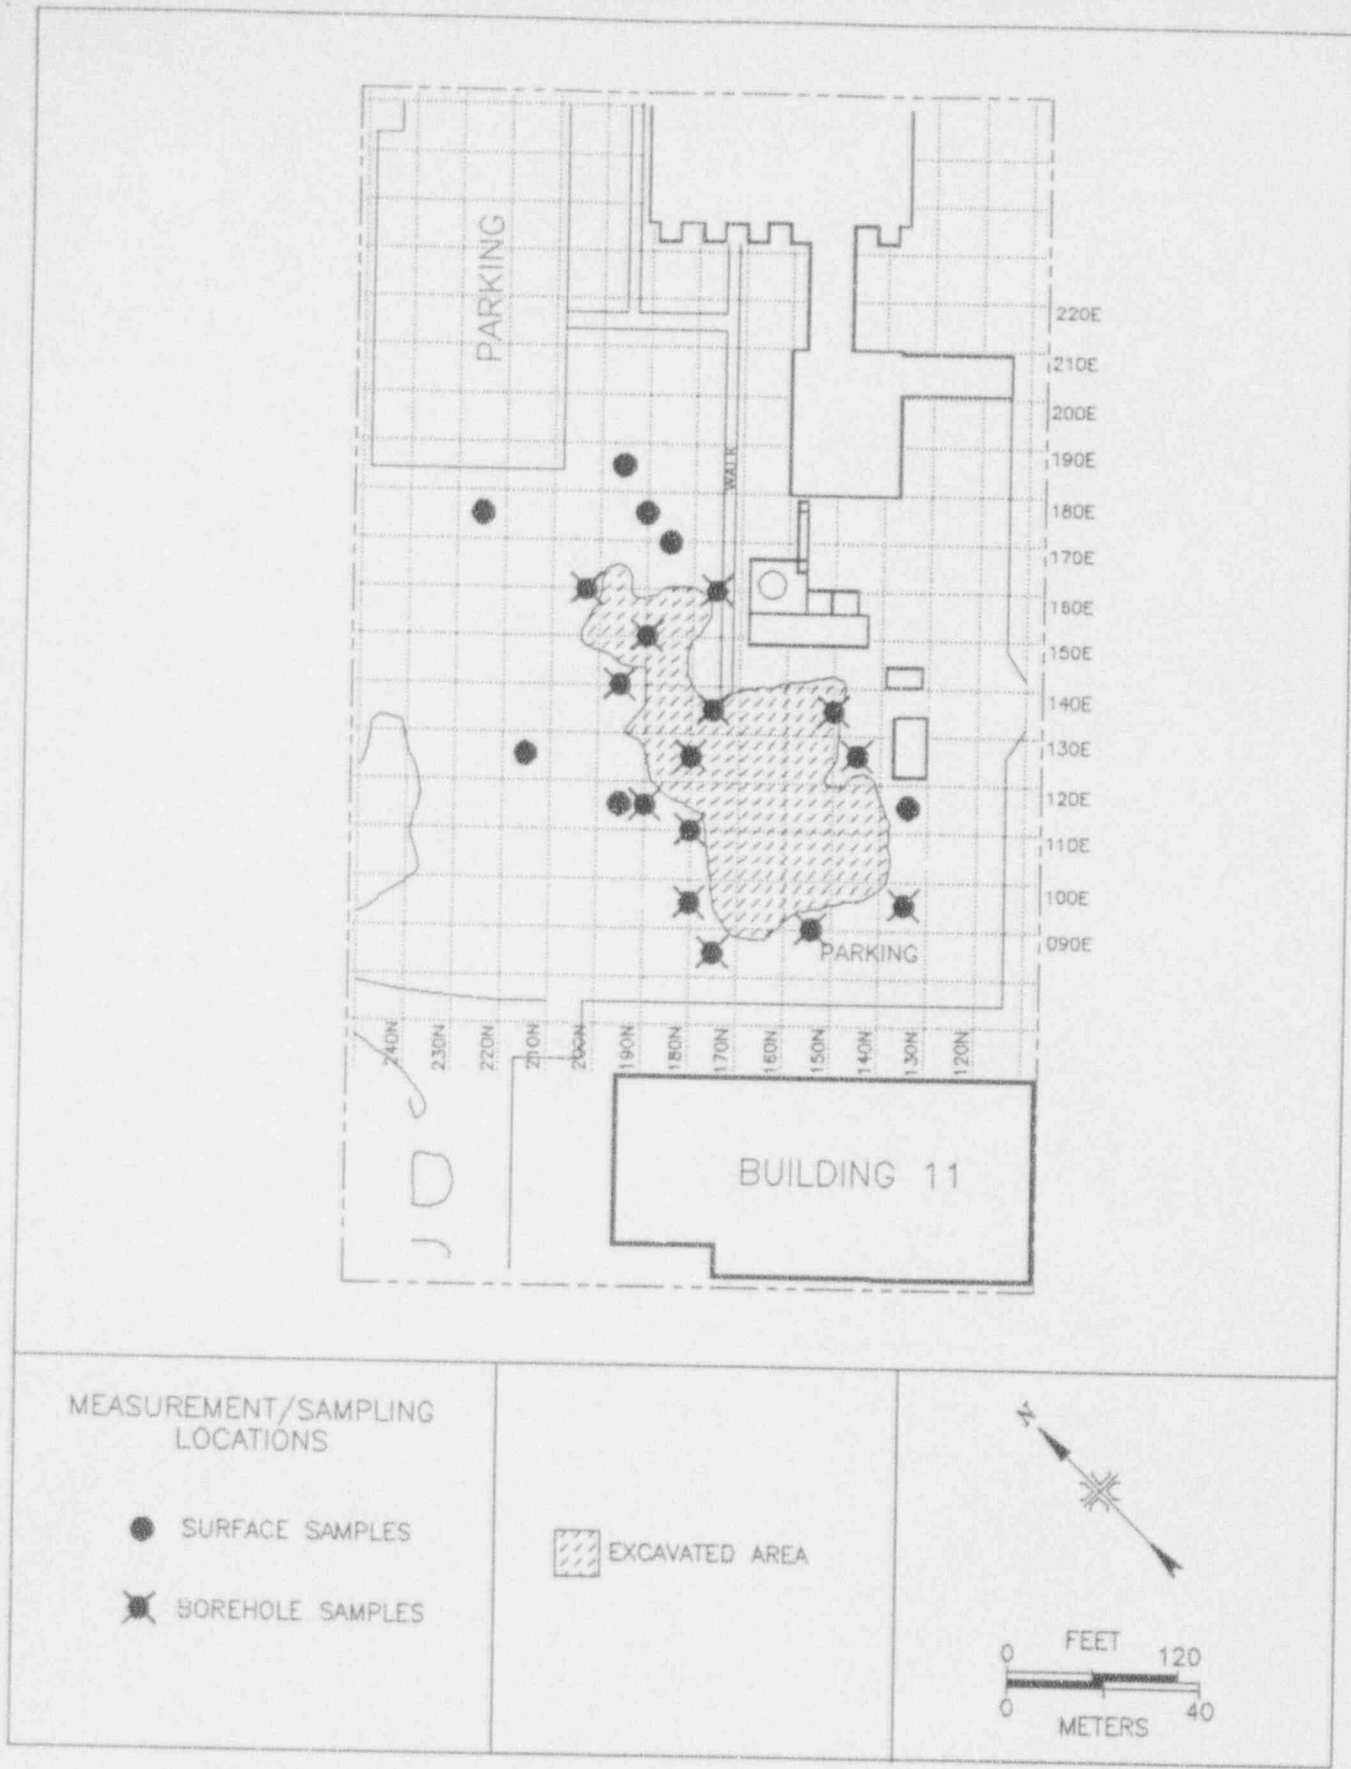 PARKING
WALK
220E
210E
200E
190E
180E
170E
160E
150E
140E
130E
120E
110E
100E
090E
PARKING
240N
230N
220N
210N
200N
190N
180N
170N
160N
150N
140N
130N
120N
BUILDING 11
MEASUREMENT/SAMPLING
LOCATIONS
SURFACE SAMPLES
BOREHOLE SAMPLES
EXCAVATED AREA
N
FEET
0 120
0 40
METERS